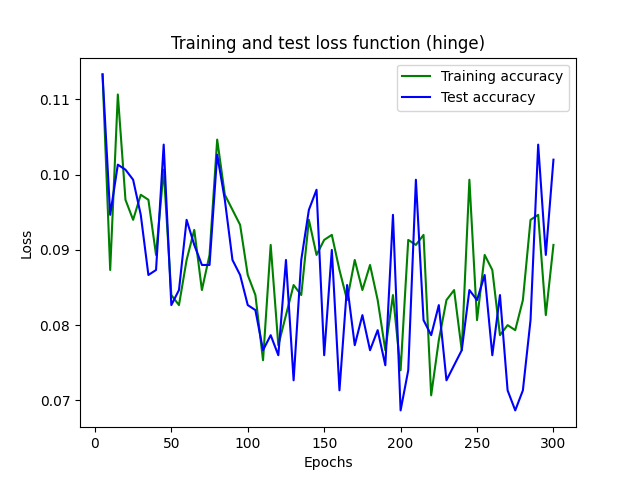 Training and test loss function (hinge)
Training accuracy
Test accuracy
Loss
0.11
0.10
0.09
0.08
0.07
0 50 100 150 200 250 300
Epochs